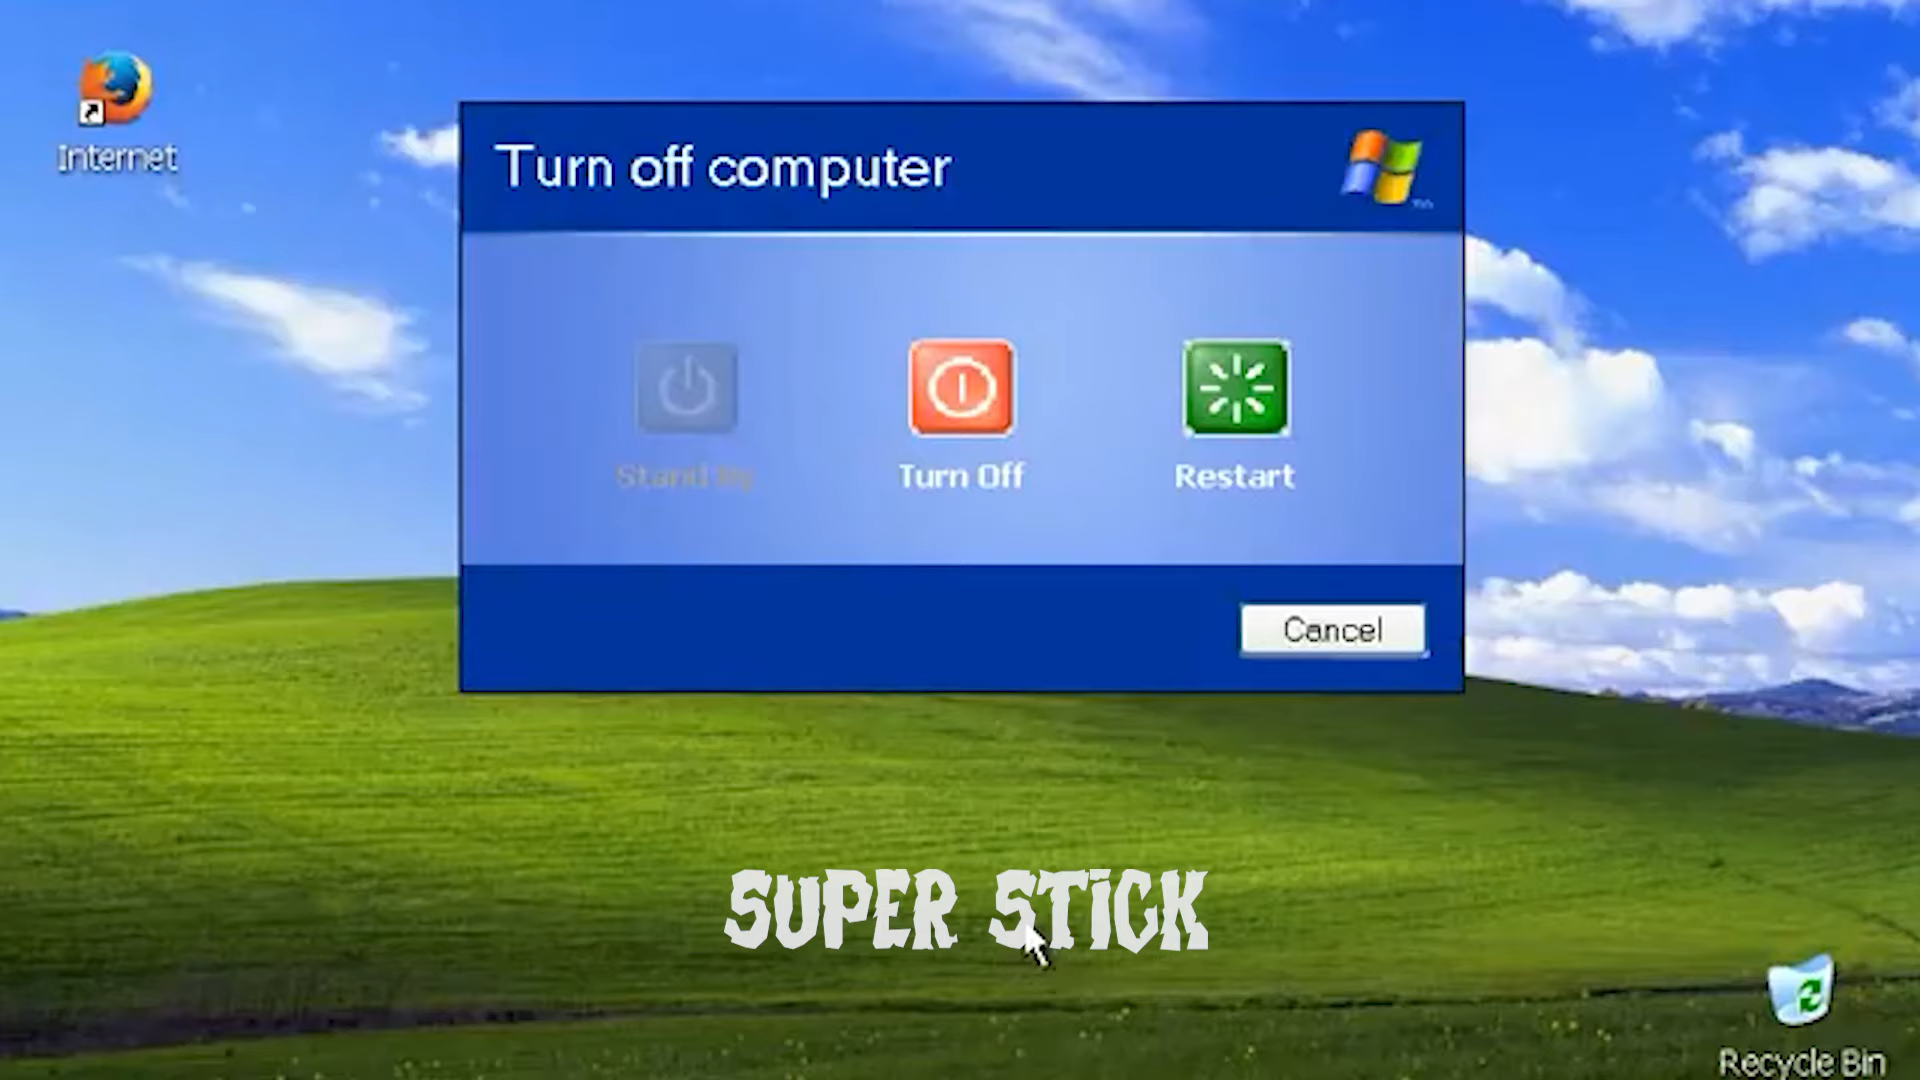 Internet
Turn off computer
Stand By
Turn Off
Restart
Cancel
SUPER STiCK
Recycle Bin